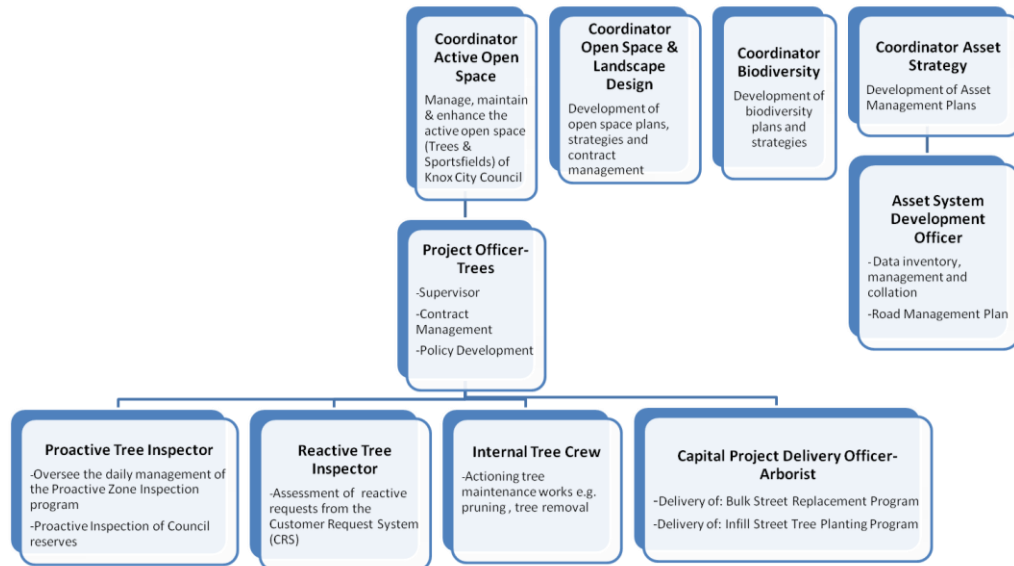 Coordinator
Active Open
Space
Manage, maintain
& enhance the
active open space
(Trees &
Sportsfields) of
Knox City Council
Coordinator
Open Space &
Landscape
Design
Development of
open space plans,
strategies and
contract
management
Coordinator
Biodiversity
Development of
biodiversity
plans and
strategies
Coordinator Asset
Strategy
Development of Asset
Management Plans
Asset System
Development
Officer
-Data inventory,
management and
collation
-Road Management Plan
Project Officer-
Trees
-Supervisor
-Contract
Management
-Policy Development
Proactive Tree Inspector
-Oversee the daily management of
the Proactive Zone Inspection
program
-Proactive Inspection of Council
reserves
Reactive Tree
Inspector
-Assessment of reactive
requests from the
Customer Request System
(CRS)
Internal Tree Crew
-Actioning tree
maintenance works e.g.
pruning , tree removal
Capital Project Delivery Officer-
Arborist
-Delivery of: Bulk Street Replacement Program
-Delivery of: Infill Street Tree Planting Program